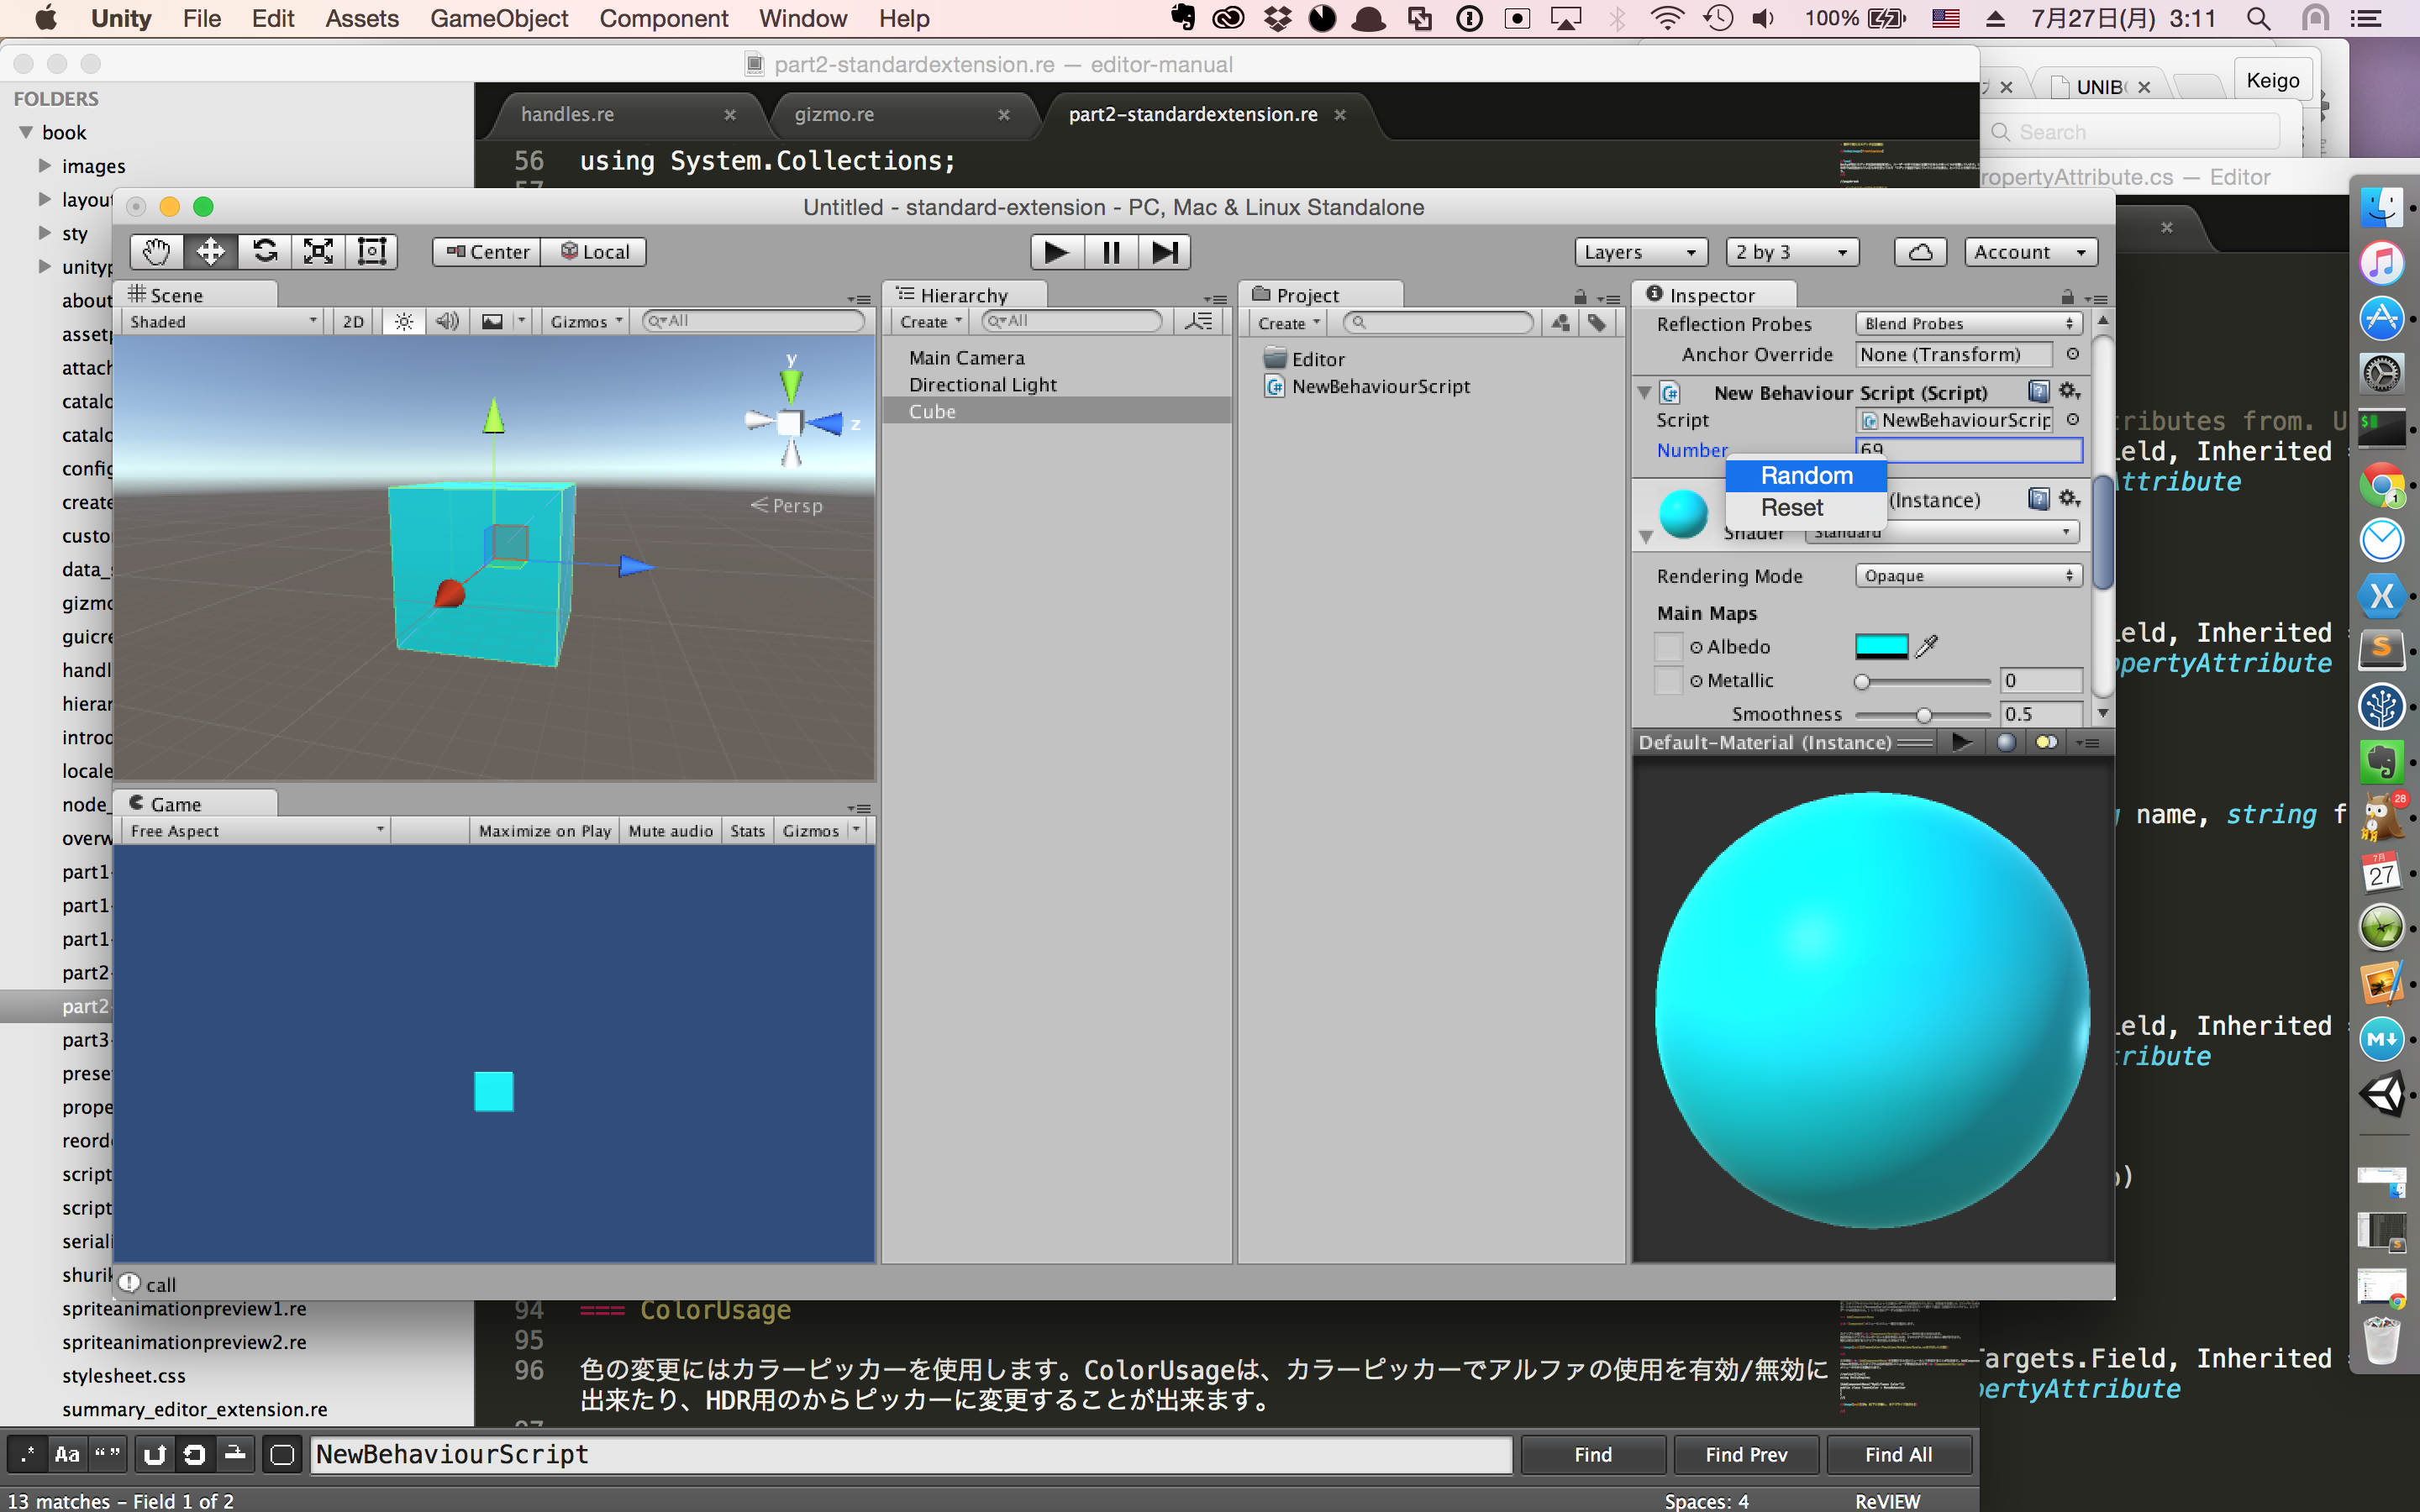 Unity File Edit Assets GameObject Component Window Help 100% 7月27日(月) 3:11
part2-standardextension.re — editor-manual
FOLDERS
book
images
layou
sty
unityp
about
assetp
attach
catalo
catalo
config
create
custo
data_s
gizmo
guicre
handl
hierar
introd
locale
node_
overw
part1-
part1-
part1-
part2-
part2-
part3-
prese
prope
reord
script
script
seriali
shurik
spriteanimationpreview1.re
spriteanimationpreview2.re
stylesheet.css
summary_editor_extension.re
handles.re
gizmo.re
part2-standardextension.re
56 using System.Collections;
57
UNIB
Keigo
Search
ropertyAttribute.cs — Editor
Untitled - standard-extension - PC, Mac & Linux Standalone
Center Local
Layers 2 by 3 Account
Scene
Shaded 2D Gizmos All
y
z
Persp
Game
Free Aspect Maximize on Play Mute audio Stats Gizmos
call
Hierarchy
Create All
Main Camera
Directional Light
Cube
Project
Create
Editor
NewBehaviourScript
Inspector
Reflection Probes Blend Probes
Anchor Override None (Transform)
New Behaviour Script (Script)
Script NewBehaviourScrip
Number 69
Random
Reset
(Instance)
Shader Standard
Rendering Mode Opaque
Main Maps
Albedo
Metallic 0
Smoothness 0.5
Default-Material (Instance)
tributes from. U
eld, Inherited =
ttribute
eld, Inherited =
opertyAttribute
name, string f
eld, Inherited =
tribute
)
Targets.Field, Inherited =
pertyAttribute
28
7月
27
94 === ColorUsage
95
96 色の変更にはカラーピッカーを使用します。ColorUsageは、カラーピッカーでアルファの使用を有効/無効に
出来たり、HDR用のからピッカーに変更することが出来ます。
97
.* Aa “” NewBehaviourScript Find Find Prev Find All
13 matches – Field 1 of 2 Spaces: 4 ReVIEW